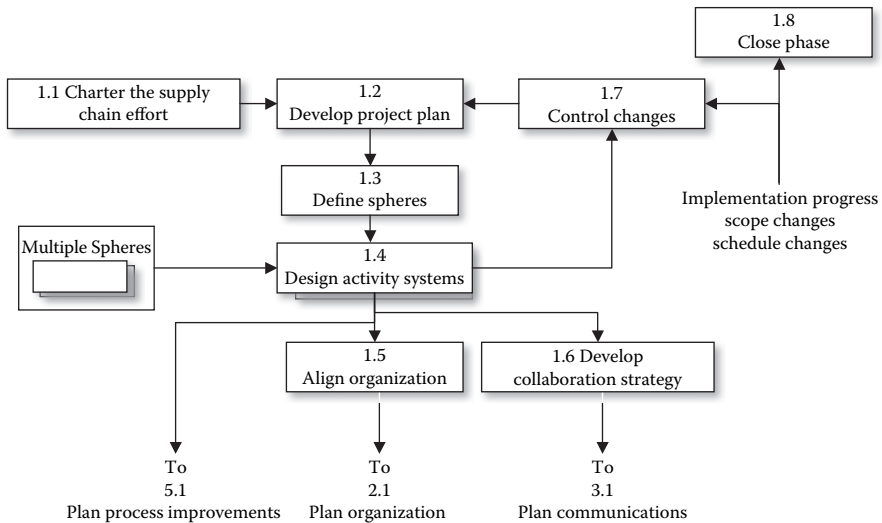 1.8
Close phase
1.1 Charter the supply
chain effort
1.2
Develop project plan
1.7
Control changes
1.3
Define spheres
Implementation progress
scope changes
schedule changes
Multiple Spheres
1.4
Design activity systems
1.5
Align organization
1.6 Develop
collaboration strategy
To
5.1
Plan process improvements
To
2.1
Plan organization
To
3.1
Plan communications